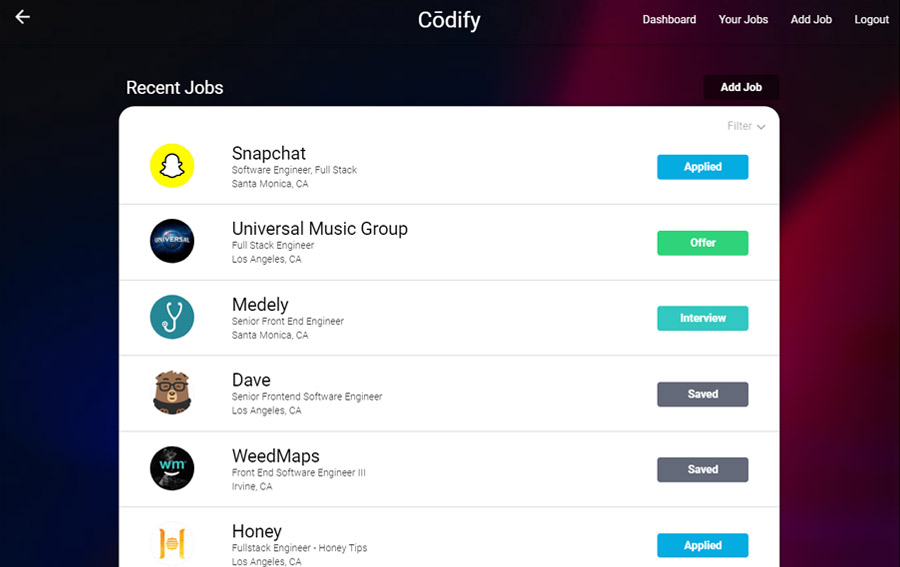 Cōdify
Dashboard
Your Jobs
Add Job
Logout
Recent Jobs
Add Job
Filter
Snapchat
Software Engineer, Full Stack
Santa Monica, CA
Applied
UNIVERSAL
Universal Music Group
Full Stack Engineer
Los Angeles, CA
Offer
Medely
Senior Front End Engineer
Santa Monica, CA
Interview
Dave
Senior Frontend Software Engineer
Los Angeles, CA
Saved
wm
WeedMaps
Front End Software Engineer III
Irvine, CA
Saved
Honey
Fullstack Engineer - Honey Tips
Los Angeles, CA
Applied